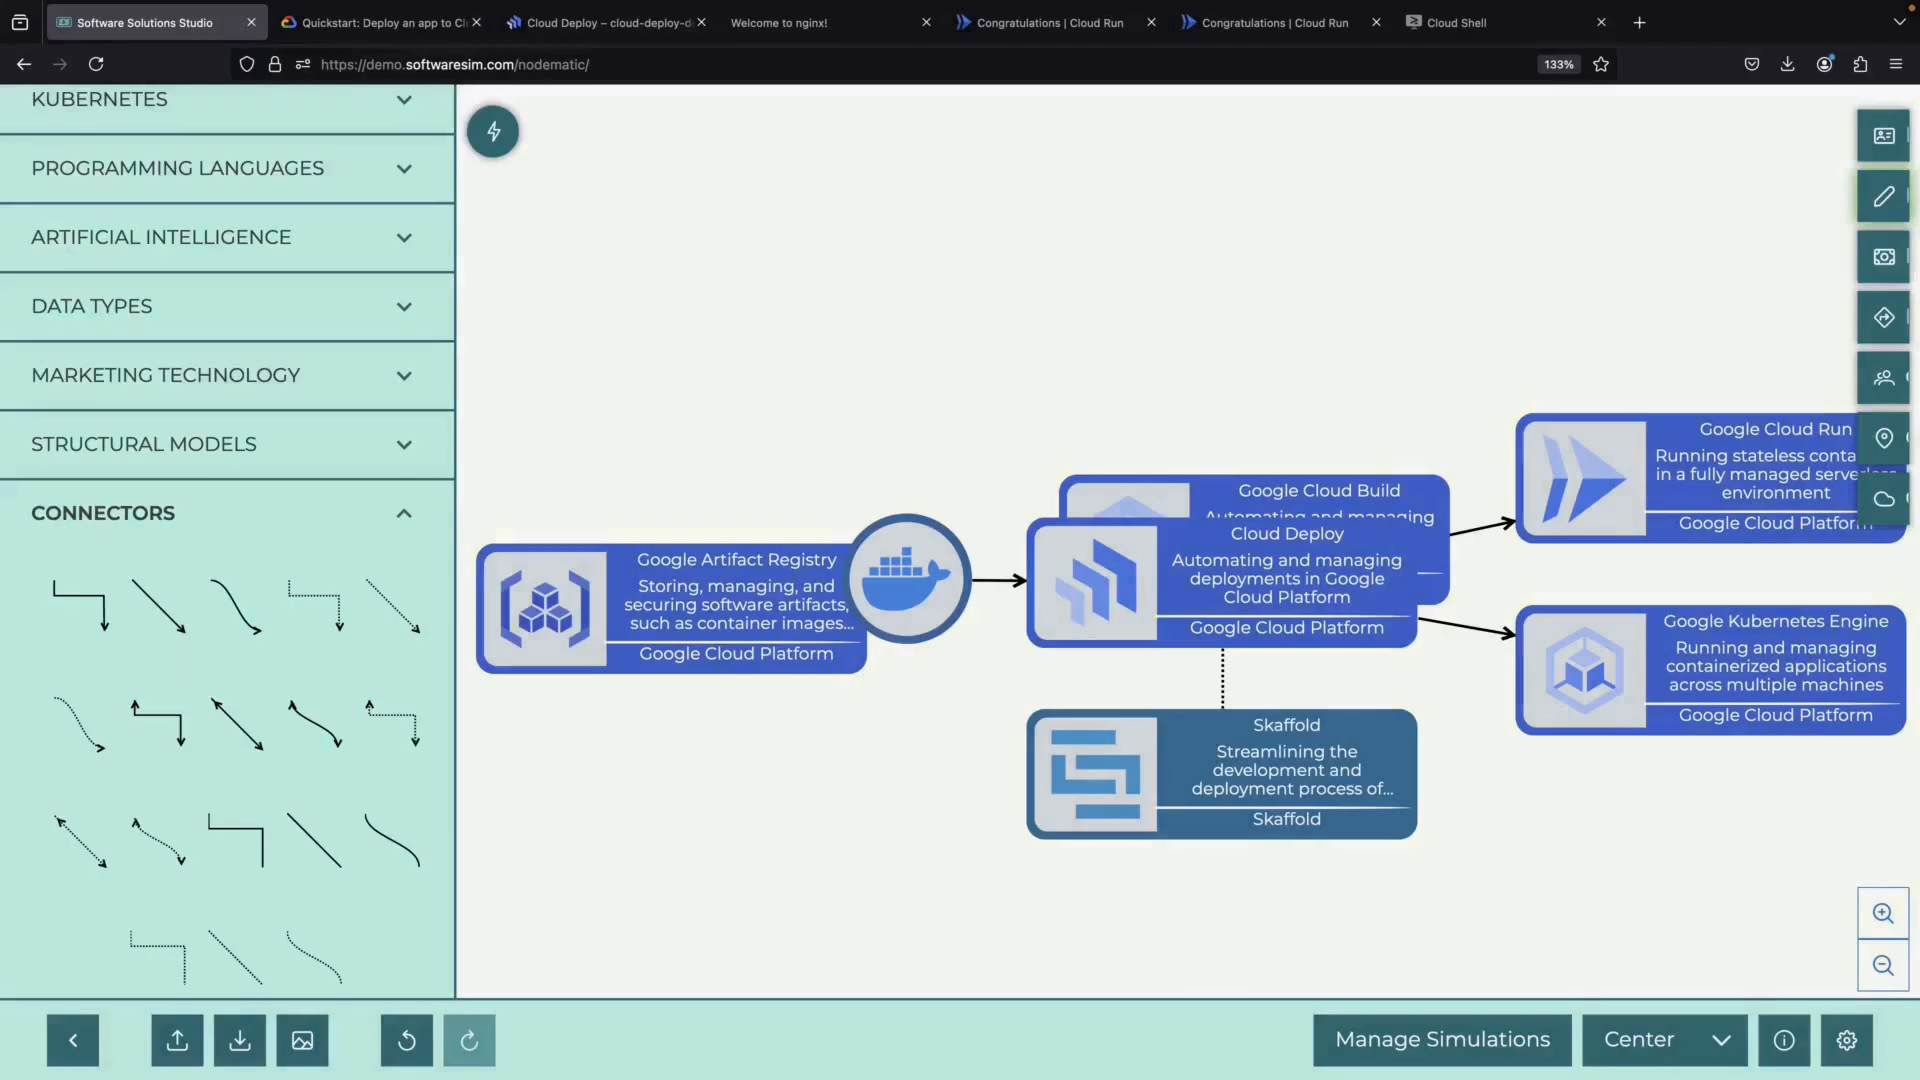 Software Solutions Studio
Quickstart: Deploy an app to Cl
Cloud Deploy – cloud-deploy-d
Welcome to nginx!
Congratulations | Cloud Run
Congratulations | Cloud Run
Cloud Shell
https://demo.softwaresim.com/nodematic/
133%
KUBERNETES
PROGRAMMING LANGUAGES
ARTIFICIAL INTELLIGENCE
DATA TYPES
MARKETING TECHNOLOGY
STRUCTURAL MODELS
CONNECTORS
Google Artifact Registry
Storing, managing, and
securing software artifacts,
such as container images...
Google Cloud Platform
Google Cloud Build
Automating and managing
Cloud Deploy
Automating and managing
deployments in Google
Cloud Platform
Google Cloud Platform
Skaffold
Streamlining the
development and
deployment process of...
Skaffold
Google Cloud Run
Running stateless conta
in a fully managed serverless
environment
Google Cloud Platform
Google Kubernetes Engine
Running and managing
containerized applications
across multiple machines
Google Cloud Platform
Manage Simulations
Center